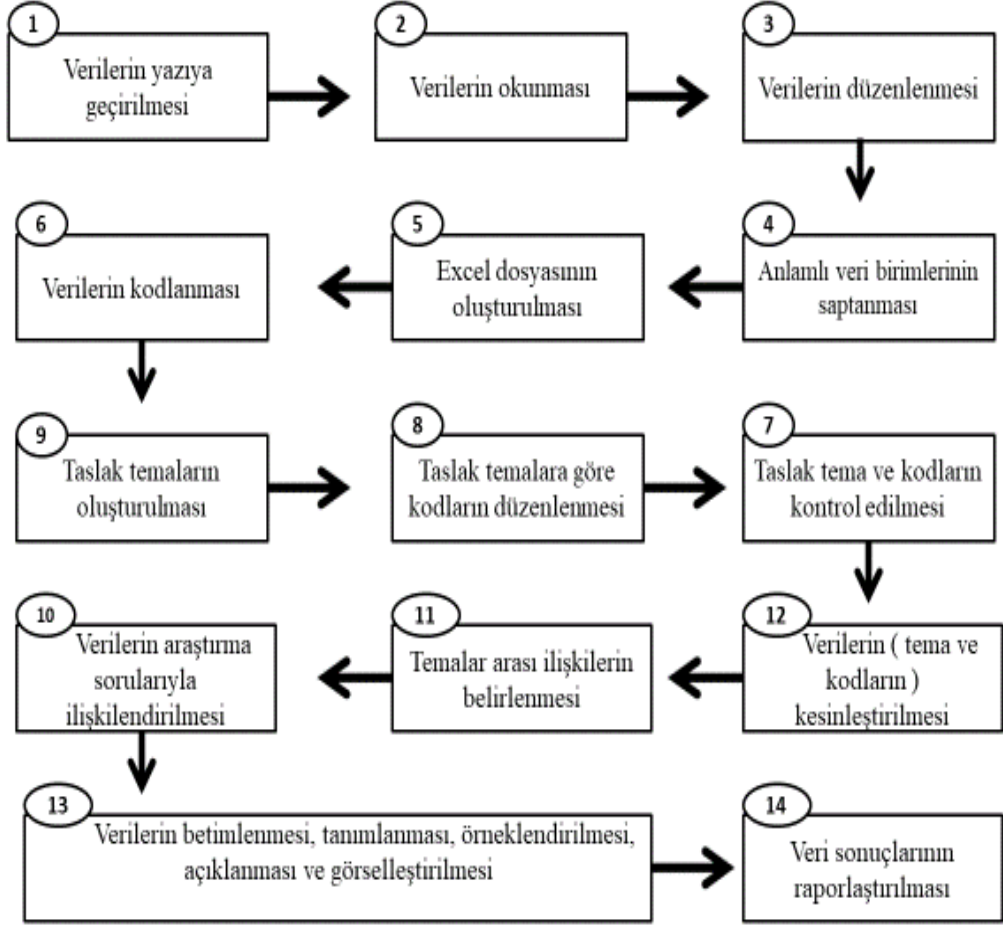 1
Verilerin yazıya
geçirilmesi
2
Verilerin okunması
3
Verilerin düzenlenmesi
6
Verilerin kodlanması
5
Excel dosyasının
oluşturulması
4
Anlamlı veri birimlerinin
saptanması
9
Taslak temaların
oluşturulması
8
Taslak temalara göre
kodların düzenlenmesi
7
Taslak tema ve kodların
kontrol edilmesi
10
Verilerin araştırma
sorularıyla
ilişkilendirilmesi
11
Temalar arası ilişkilerin
belirlenmesi
12
Verilerin ( tema ve
kodların )
kesinleştirilmesi
13
Verilerin betimlenmesi, tanımlanması, örneklendirilmesi,
açıklanması ve görselleştirilmesi
14
Veri sonuçlarının
raporlaştırılması